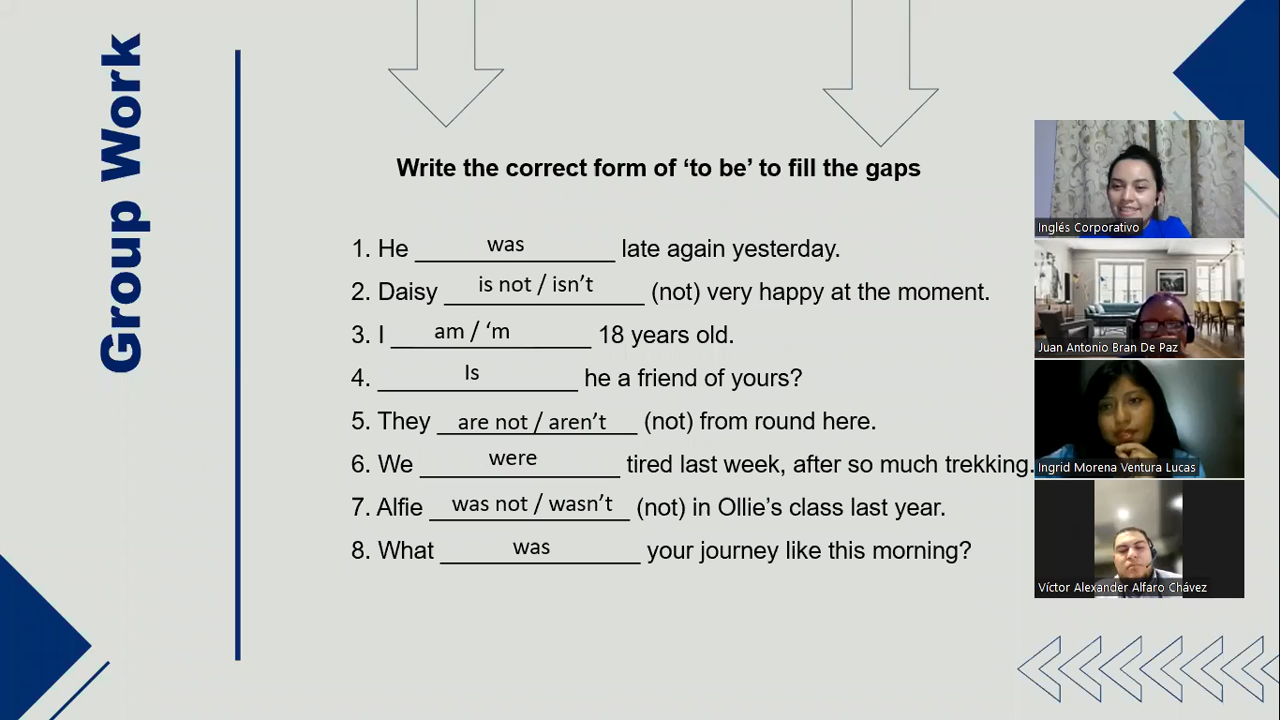 Group Work
Write the correct form of ‘to be’ to fill the gaps
1. He was late again yesterday.
2. Daisy is not / isn’t (not) very happy at the moment.
3. I am / ‘m 18 years old.
4. Is he a friend of yours?
5. They are not / aren’t (not) from round here.
6. We were tired last week, after so much trekking.
7. Alfie was not / wasn’t (not) in Ollie’s class last year.
8. What was your journey like this morning?
Inglés Corporativo
Juan Antonio Bran De Paz
Ingrid Morena Ventura Lucas
Víctor Alexander Alfaro Chávez